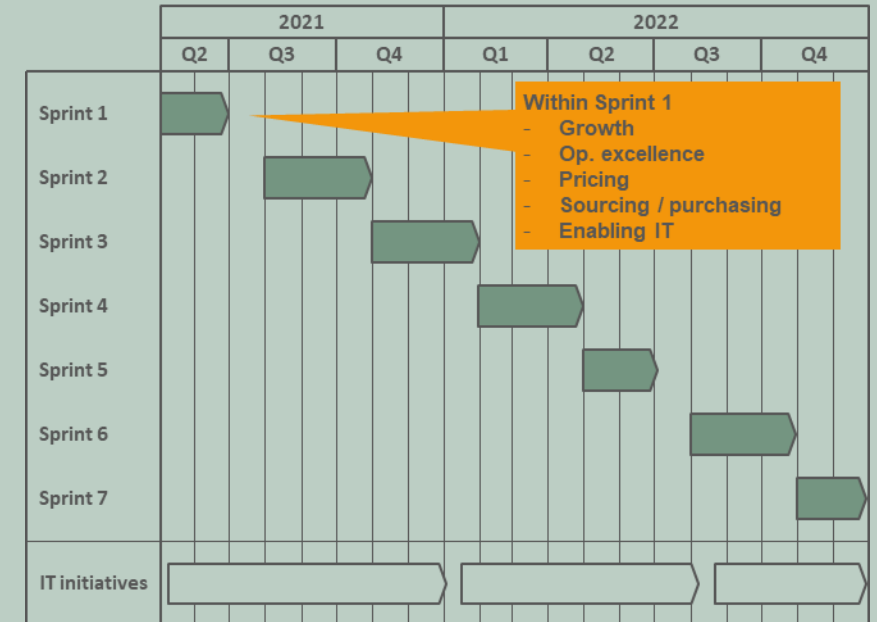 2021 2022
Q2 Q3 Q4 Q1 Q2 Q3 Q4
Sprint 1
Within Sprint 1
- Growth
- Op. excellence
- Pricing
- Sourcing / purchasing
- Enabling IT
Sprint 2
Sprint 3
Sprint 4
Sprint 5
Sprint 6
Sprint 7
IT initiatives